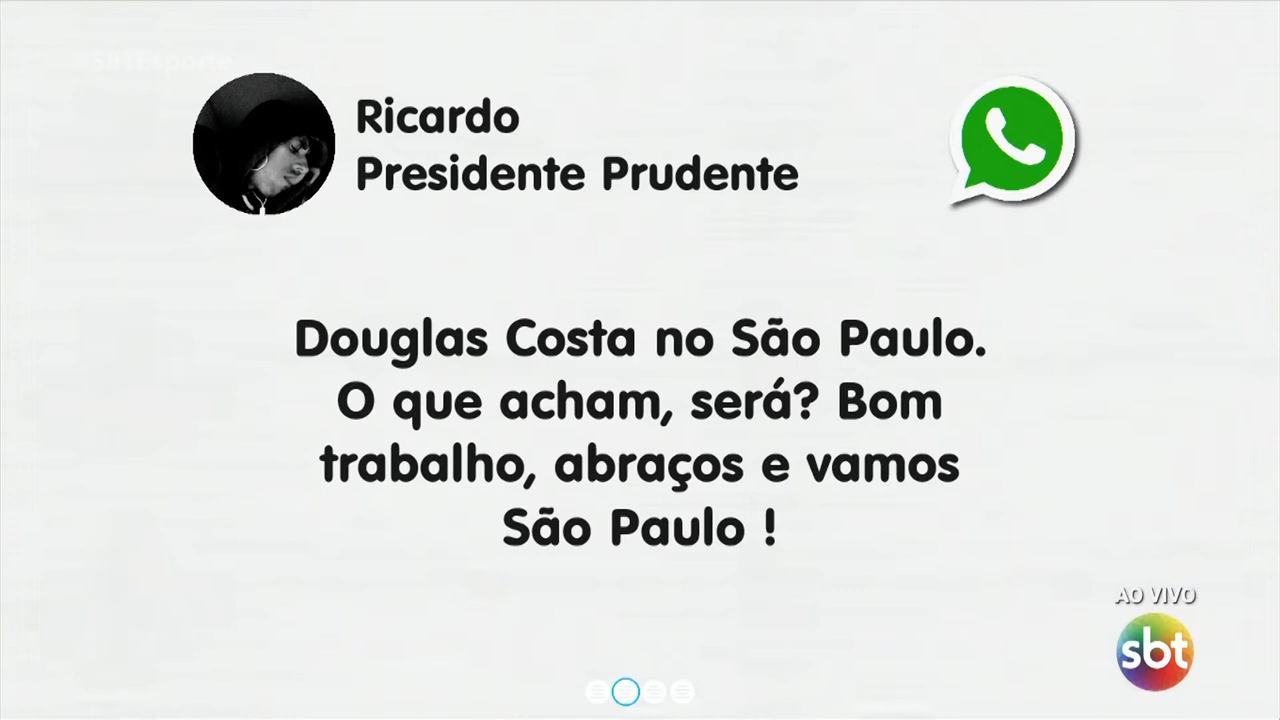 #SBTEsporte
Ricardo
Presidente Prudente
Douglas Costa no São Paulo.
O que acham, será? Bom
trabalho, abraços e vamos
São Paulo !
AO VIVO
sbt